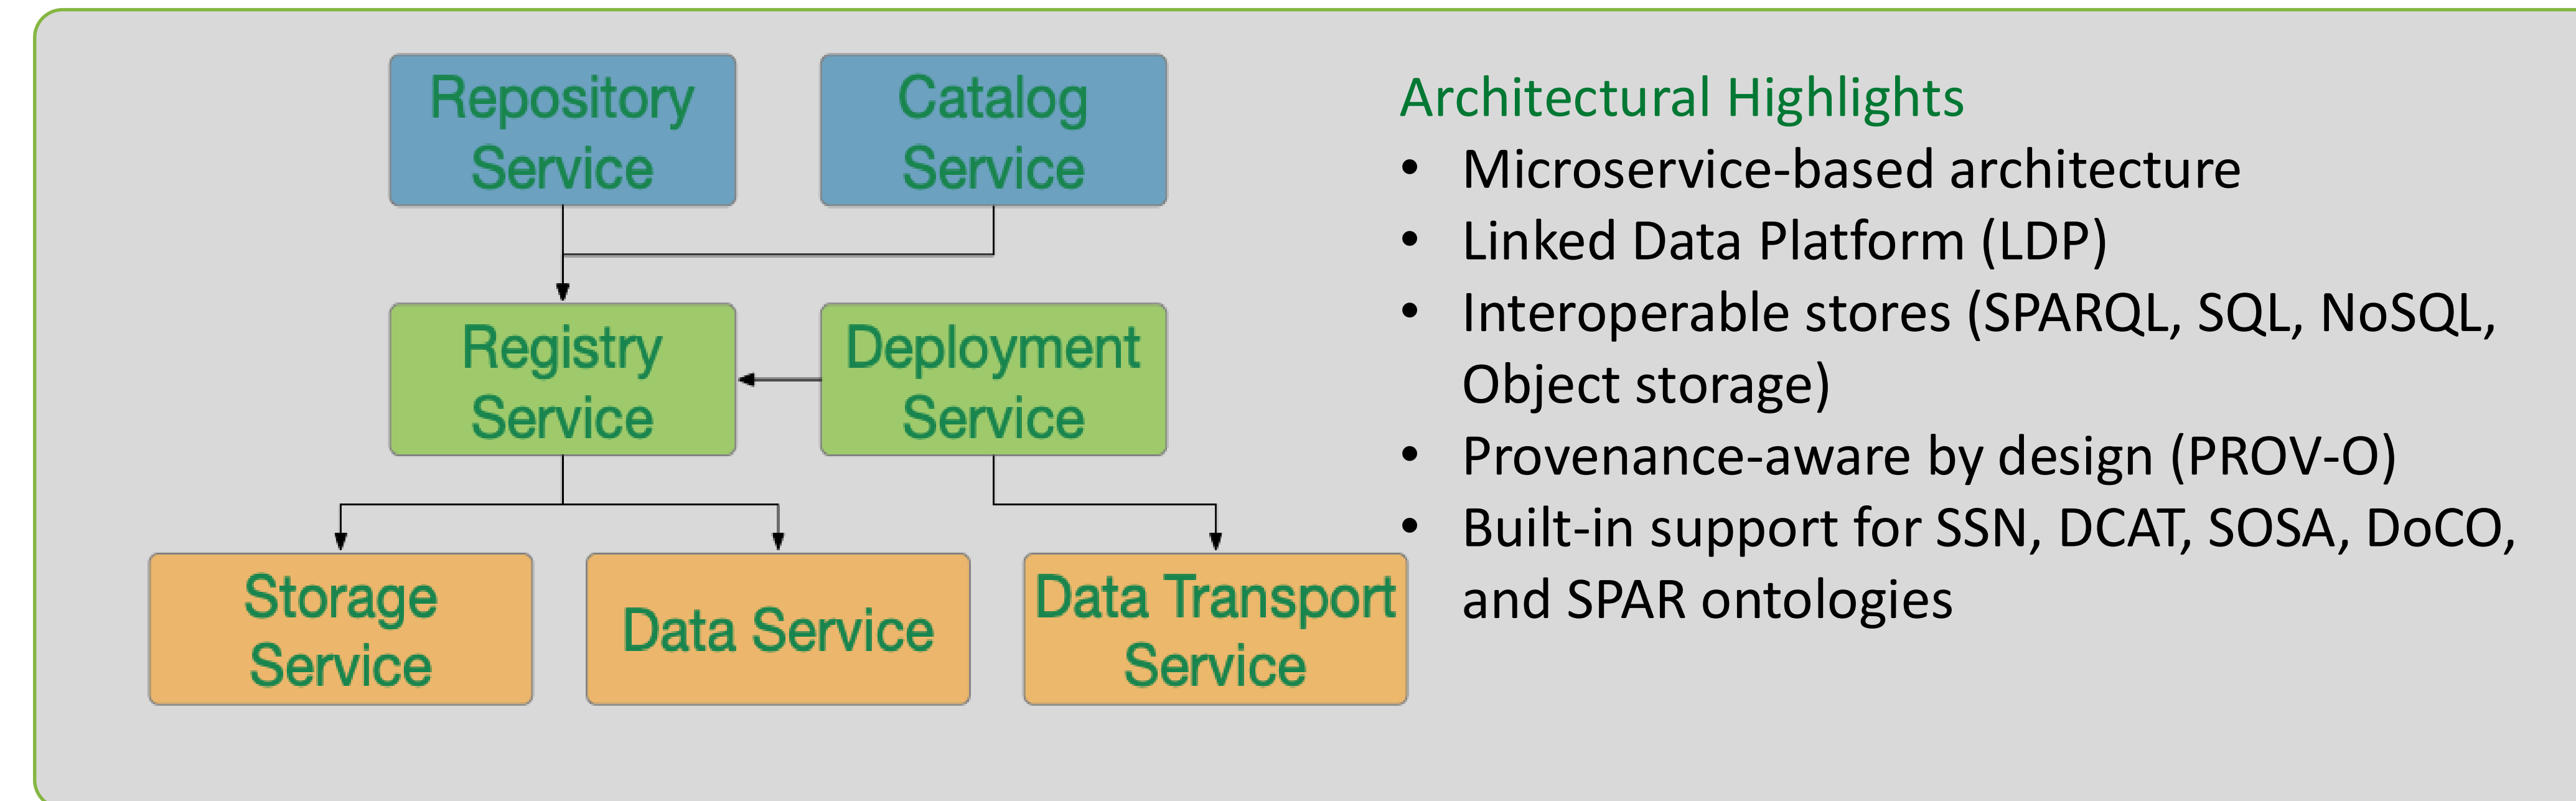 Repository
Service
Catalog
Service
Registry
Service
Deployment
Service
Storage
Service
Data Service
Data Transport
Service
Architectural Highlights
• Microservice-based architecture
• Linked Data Platform (LDP)
• Interoperable stores (SPARQL, SQL, NoSQL,
Object storage)
• Provenance-aware by design (PROV-O)
• Built-in support for SSN, DCAT, SOSA, DoCO,
and SPAR ontologies